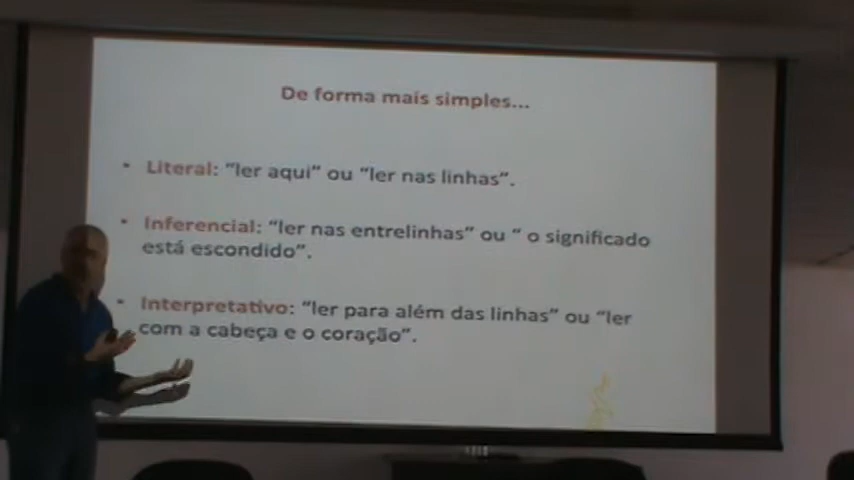 De forma mais simples...
• Literal: “ler aqui” ou “ler nas linhas”.
• Inferencial: “ler nas entrelinhas” ou “ o significado
está escondido”.
• Interpretativo: “ler para além das linhas” ou “ler
com a cabeça e o coração”.